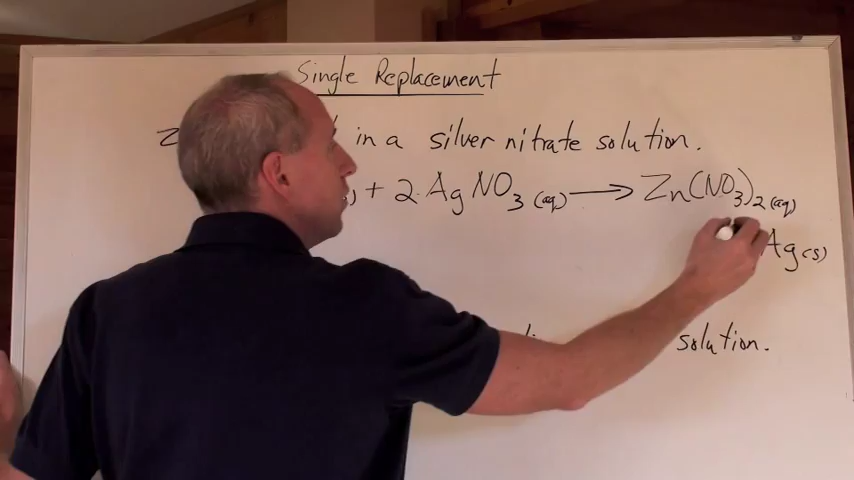 Single Replacement
in a silver nitrate solution.
+ 2 AgNO3 (aq) → Zn(NO3)2 (aq)
Ag (s)
solution.